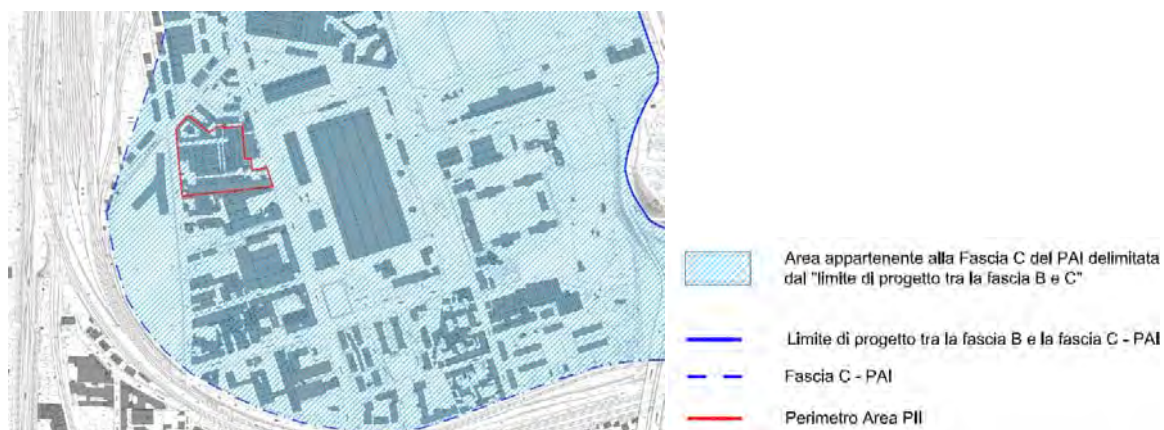 Area appartenente alla Fascia C del PAI delimitata
dal "limite di progetto tra la fascia B e C"
Limite di progetto tra la fascia B e la fascia C - PAI
Fascia C - PAI
Perimetro Area PII